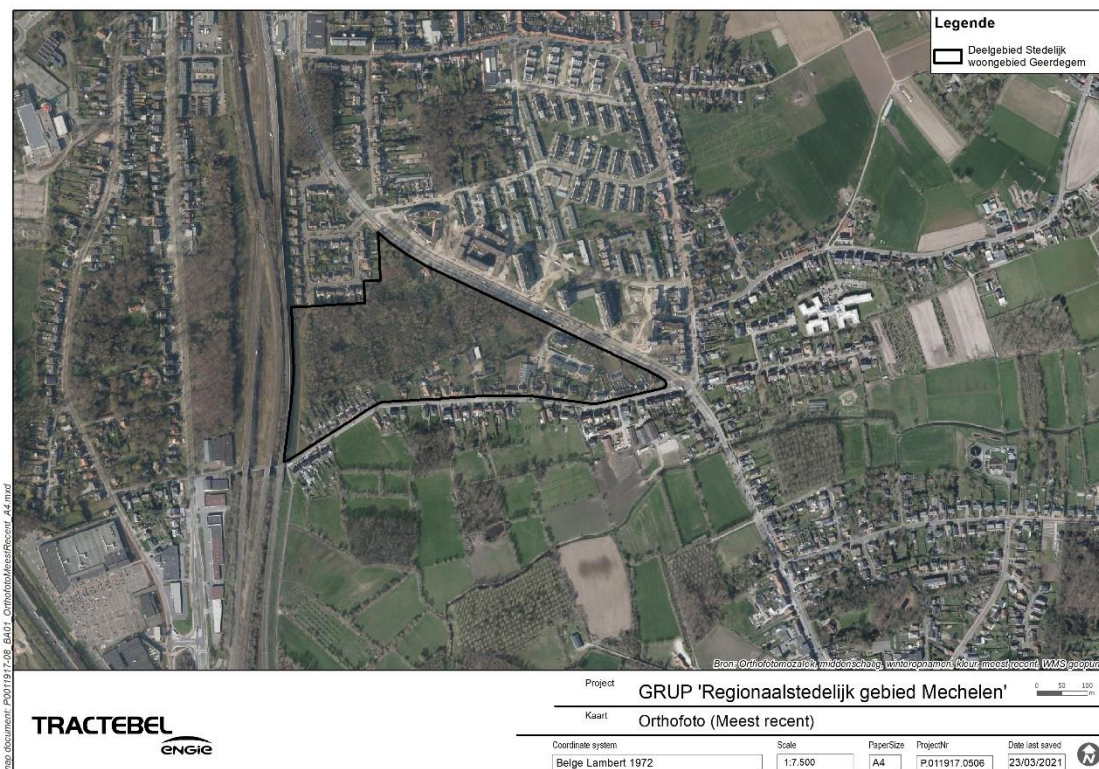 Legende
Deelgebied Stedelijk
woongebied Geerdegem
Bron: Orthofotomozaïek, middenschalig, winteropnamen, kleur, meest recent, WMS geopunt
map document: P0011917-08_BA01_OrthofotoMeestRecent_A4.mxd
TRACTEBEL
ENGIE
Project
GRUP 'Regionaalstedelijk gebied Mechelen'
0 50 100
m
Kaart
Orthofoto (Meest recent)
Coordinate system
Belge Lambert 1972
Scale
1:7.500
PaperSize
A4
ProjectNr
P.011917.0506
Date last saved
23/03/2021
N